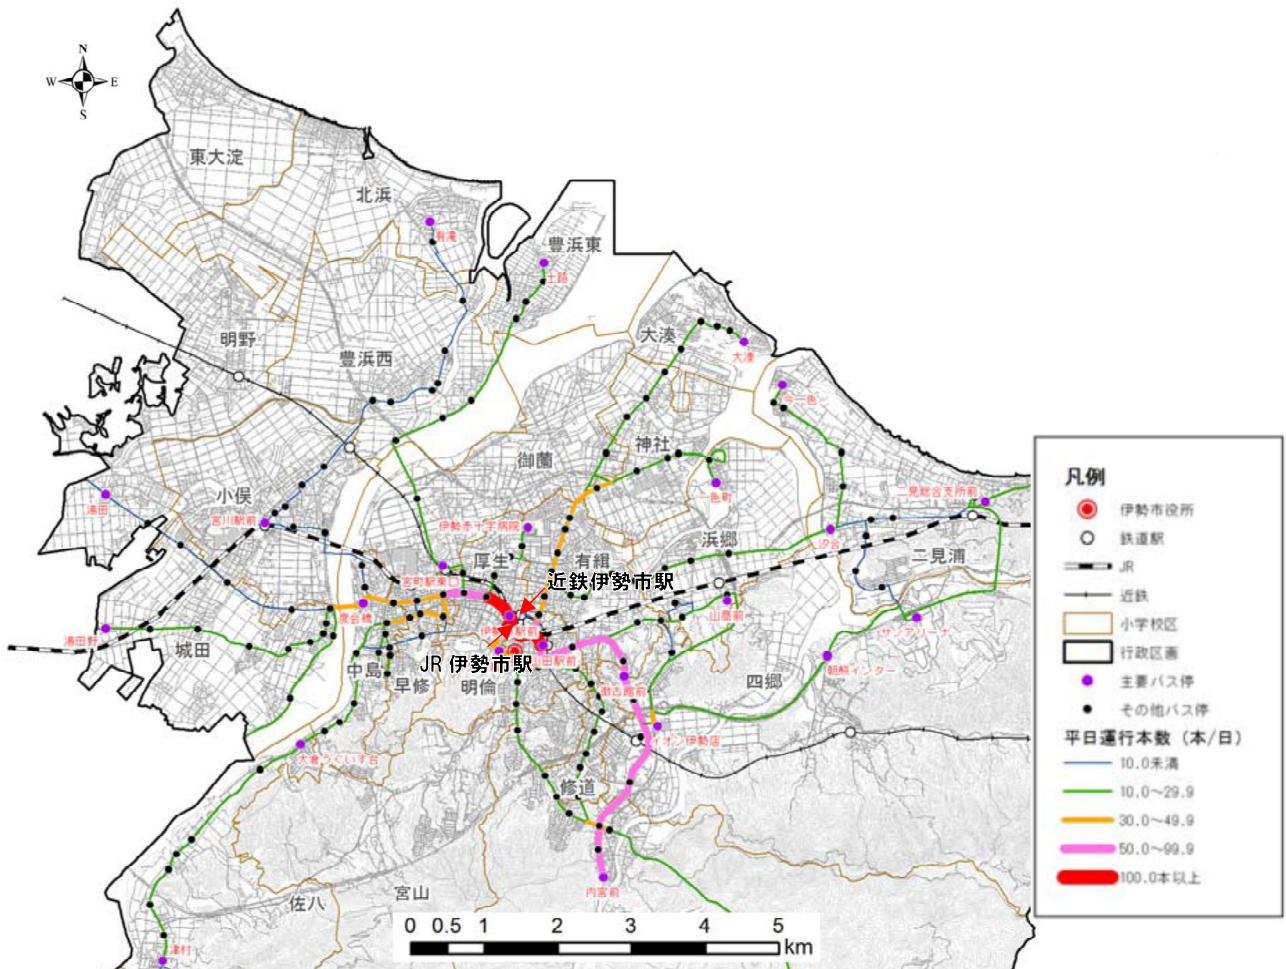 N
W E
S
東大淀
北浜
有滝
豊浜東
土路
明野
豊浜西
大湊
大湊
今一色
神社
御薗
一色町
小俣
湯田
宮川駅前
伊勢赤十字病院
二見総合支所前
汐合
浜郷
二見浦
厚生
有緝
近鉄伊勢市駅
宮町駅東口
度会橋
山商前
サンアリーナ
湯田野
城田
中島
早修
JR 伊勢市駅
明倫
朝熊インター
四郷
徴古館前
イオン伊勢店
大倉うぐいす台
修道
内宮前
宮山
佐八
津村
0 0.5 1 2 3 4 5
km
凡例
伊勢市役所
鉄道駅
JR
近鉄
小学校区
行政区画
主要バス停
その他バス停
平日運行本数（本/日）
10.0未満
10.0～29.9
30.0～49.9
50.0～99.9
100.0本以上